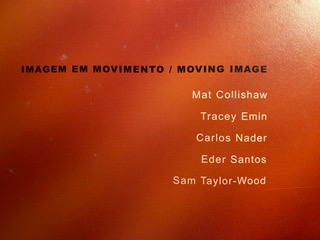 IMAGEM EM MOVIMENTO / MOVING IMAGE
Mat Collishaw
Tracey Emin
Carlos Nader
Eder Santos
Sam Taylor-Wood